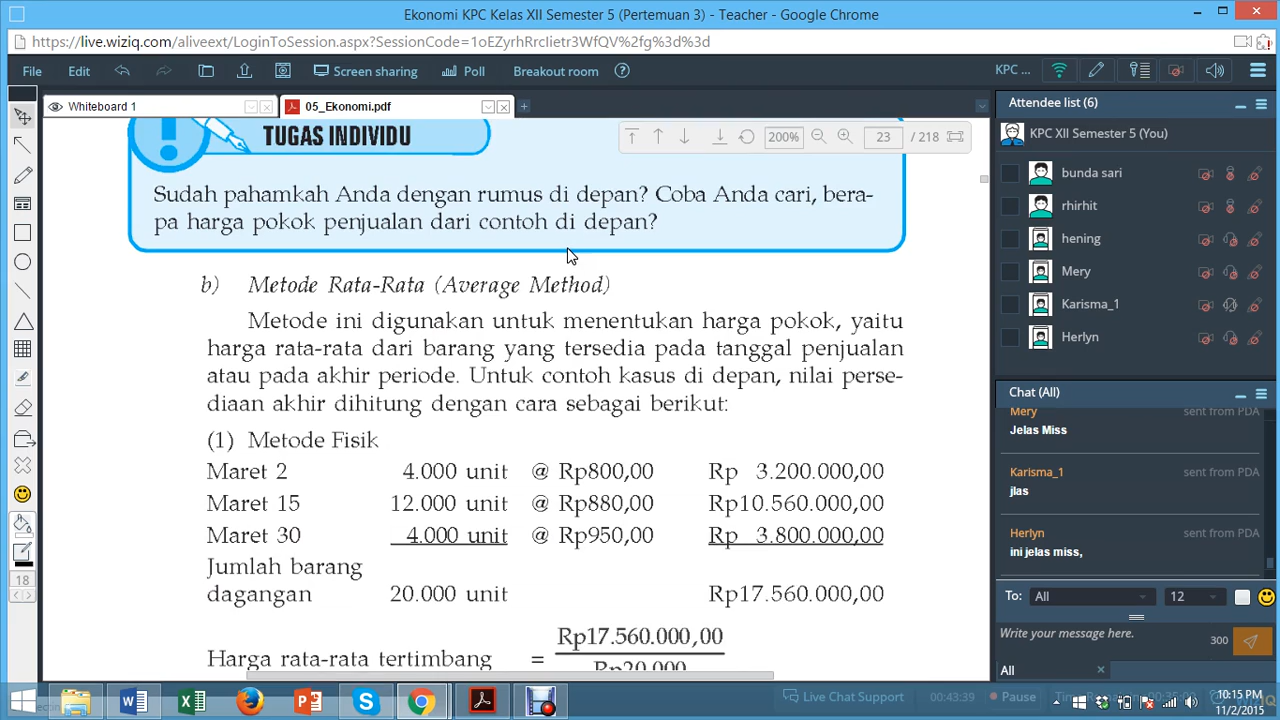 Ekonomi KPC Kelas XII Semester 5 (Pertemuan 3) - Teacher - Google Chrome
https://live.wiziq.com/aliveext/LoginToSession.aspx?SessionCode=1oEZyrhRrcIietr3WfQV%2fg%3d%3d
File Edit Screen sharing Poll Breakout room KPC ...
Whiteboard 1 05_Ekonomi.pdf
200% 23 / 218
TUGAS INDIVIDU
Sudah pahamkah Anda dengan rumus di depan? Coba Anda cari, bera-
pa harga pokok penjualan dari contoh di depan?
b) Metode Rata-Rata (Average Method)
Metode ini digunakan untuk menentukan harga pokok, yaitu
harga rata-rata dari barang yang tersedia pada tanggal penjualan
atau pada akhir periode. Untuk contoh kasus di depan, nilai perse-
diaan akhir dihitung dengan cara sebagai berikut:
(1) Metode Fisik
Maret 2 4.000 unit @ Rp800,00 Rp 3.200.000,00
Maret 15 12.000 unit @ Rp880,00 Rp10.560.000,00
Maret 30 4.000 unit @ Rp950,00 Rp 3.800.000,00
Jumlah barang
dagangan 20.000 unit Rp17.560.000,00
Rp17.560.000,00
Harga rata-rata tertimbang =
Rp20.000
18
Attendee list (6)
KPC XII Semester 5 (You)
bunda sari
rhirhit
hening
Mery
Karisma_1
Herlyn
Chat (All)
Mery sent from PDA
Jelas Miss
Karisma_1 sent from PDA
jlas
Herlyn sent from PDA
ini jelas miss,
To: All 12
Write your message here. 300
All
Live Chat Support 00:43:39 Pause
10:15 PM
11/2/2015